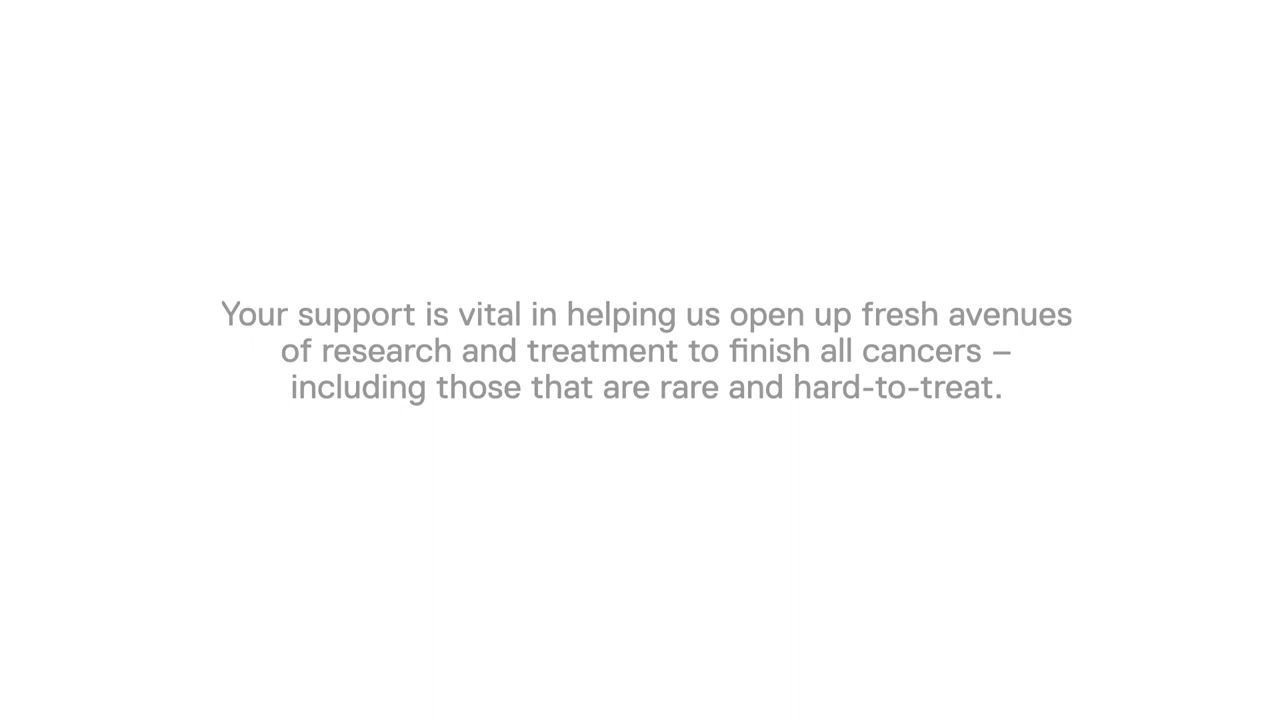 Your support is vital in helping us open up fresh avenues
of research and treatment to finish all cancers –
including those that are rare and hard-to-treat.